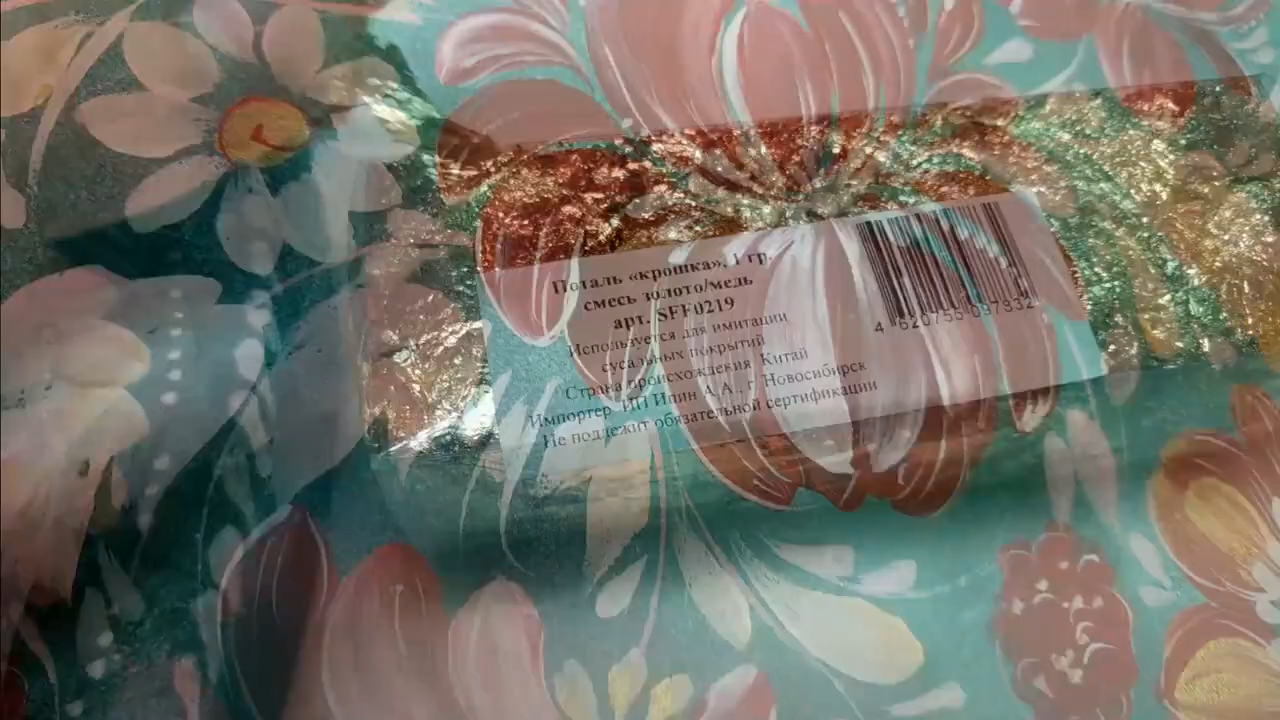 Поталь «крошка», 1 гр.
смесь золото/медь
арт. SFF0219
Используется для имитации
сусальных покрытий
Страна происхождения Китай
Импортер ИП Илин А.А., г. Новосибирск
Не подлежит обязательной сертификации
4 620755 097932